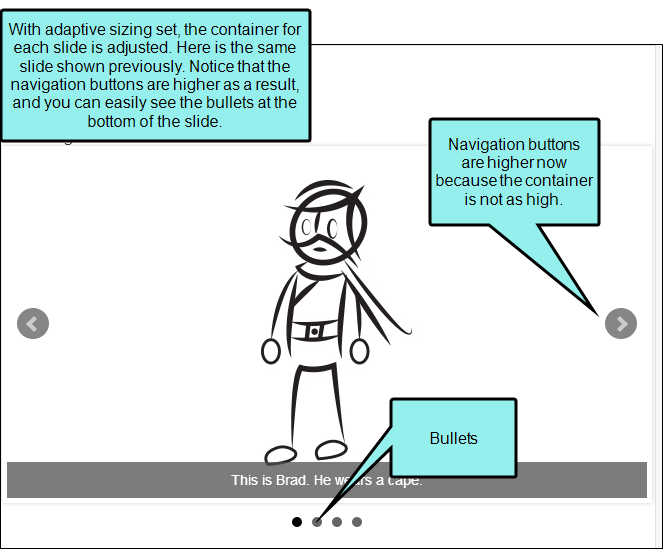 With adaptive sizing set, the container for
each slide is adjusted. Here is the same
slide shown previously. Notice that the
navigation buttons are higher as a result,
and you can easily see the bullets at the
bottom of the slide.
Navigation buttons
are higher now
because the container
is not as high.
Bullets
This is Brad. He wears a cape.